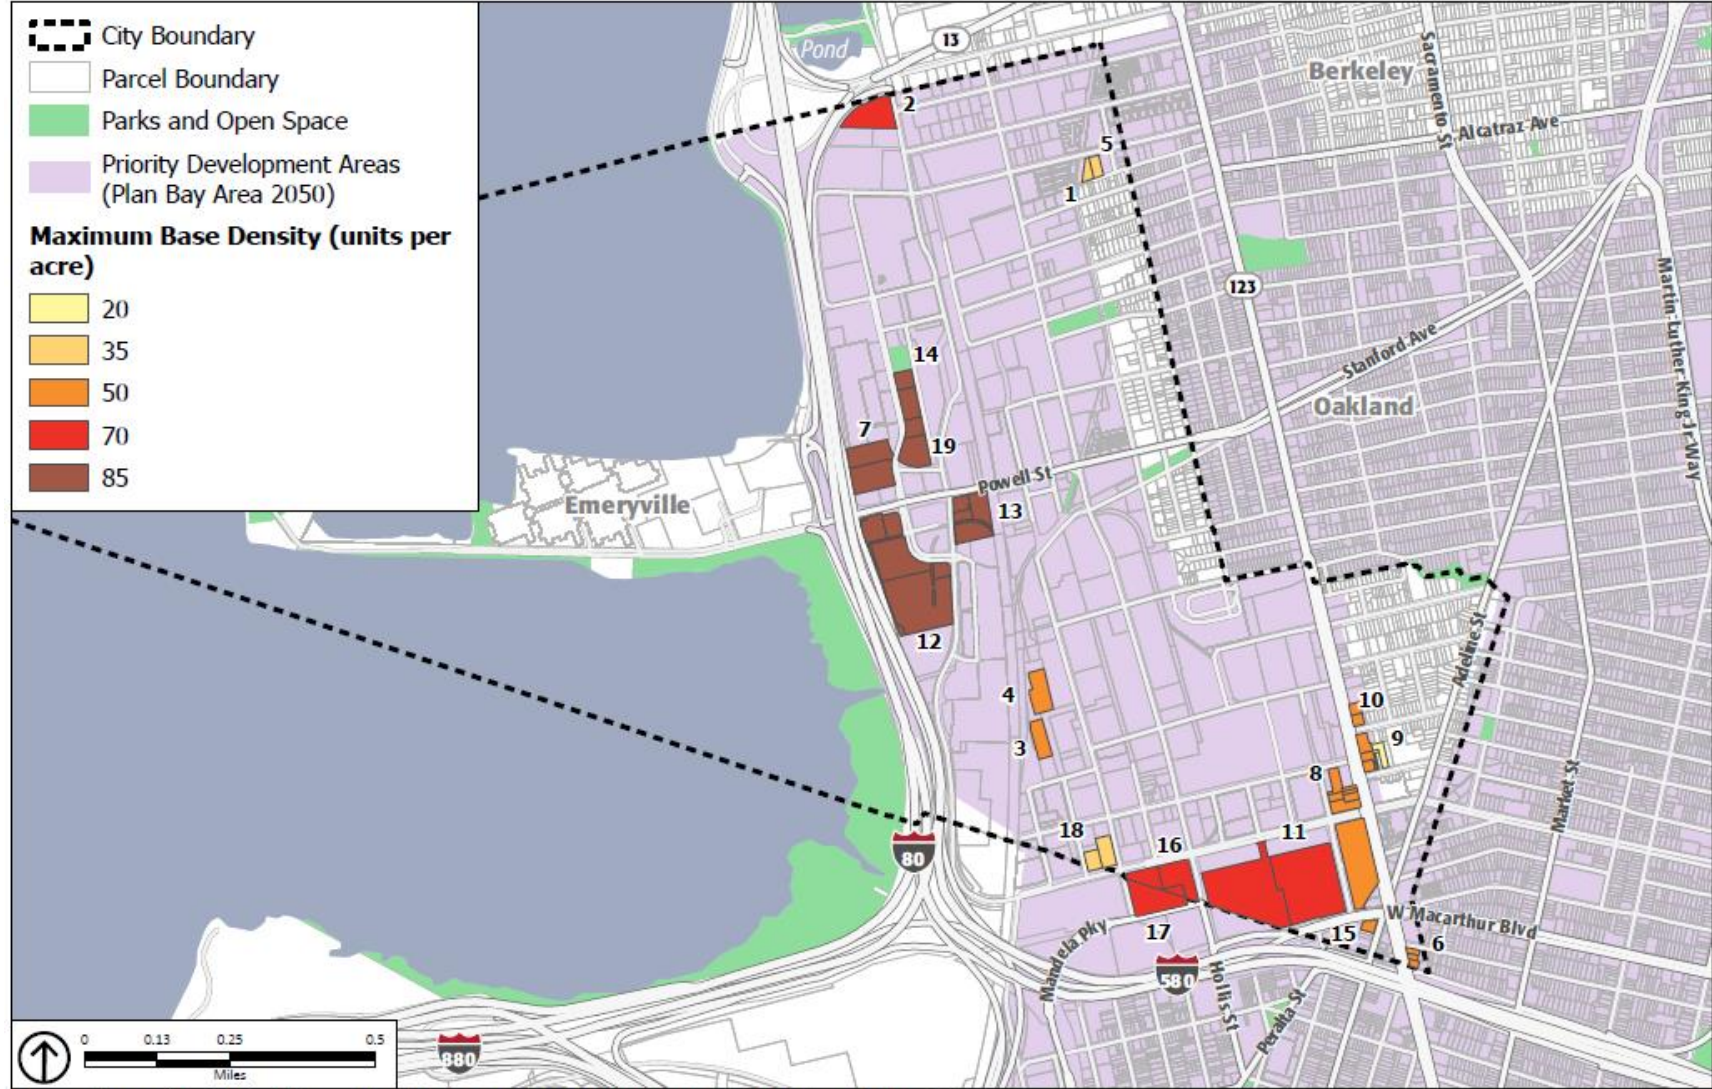 City Boundary
Parcel Boundary
Parks and Open Space
Priority Development Areas
(Plan Bay Area 2050)
Maximum Base Density (units per
acre)
20
35
50
70
85
Pond
13
Berkeley
Sacramento St
Alcatraz Ave
2
5
1
123
Martin Luther King Jr Way
Stanford Ave
Oakland
14
7
19
Powell St
Emeryville
13
12
Adeline St
4
10
3
9
8
Market St
18
16
11
80
W Macarthur Blvd
17
15
6
Mandela Pky
580
Hollis St
Peralta St
880
0 0.13 0.25 0.5
Miles